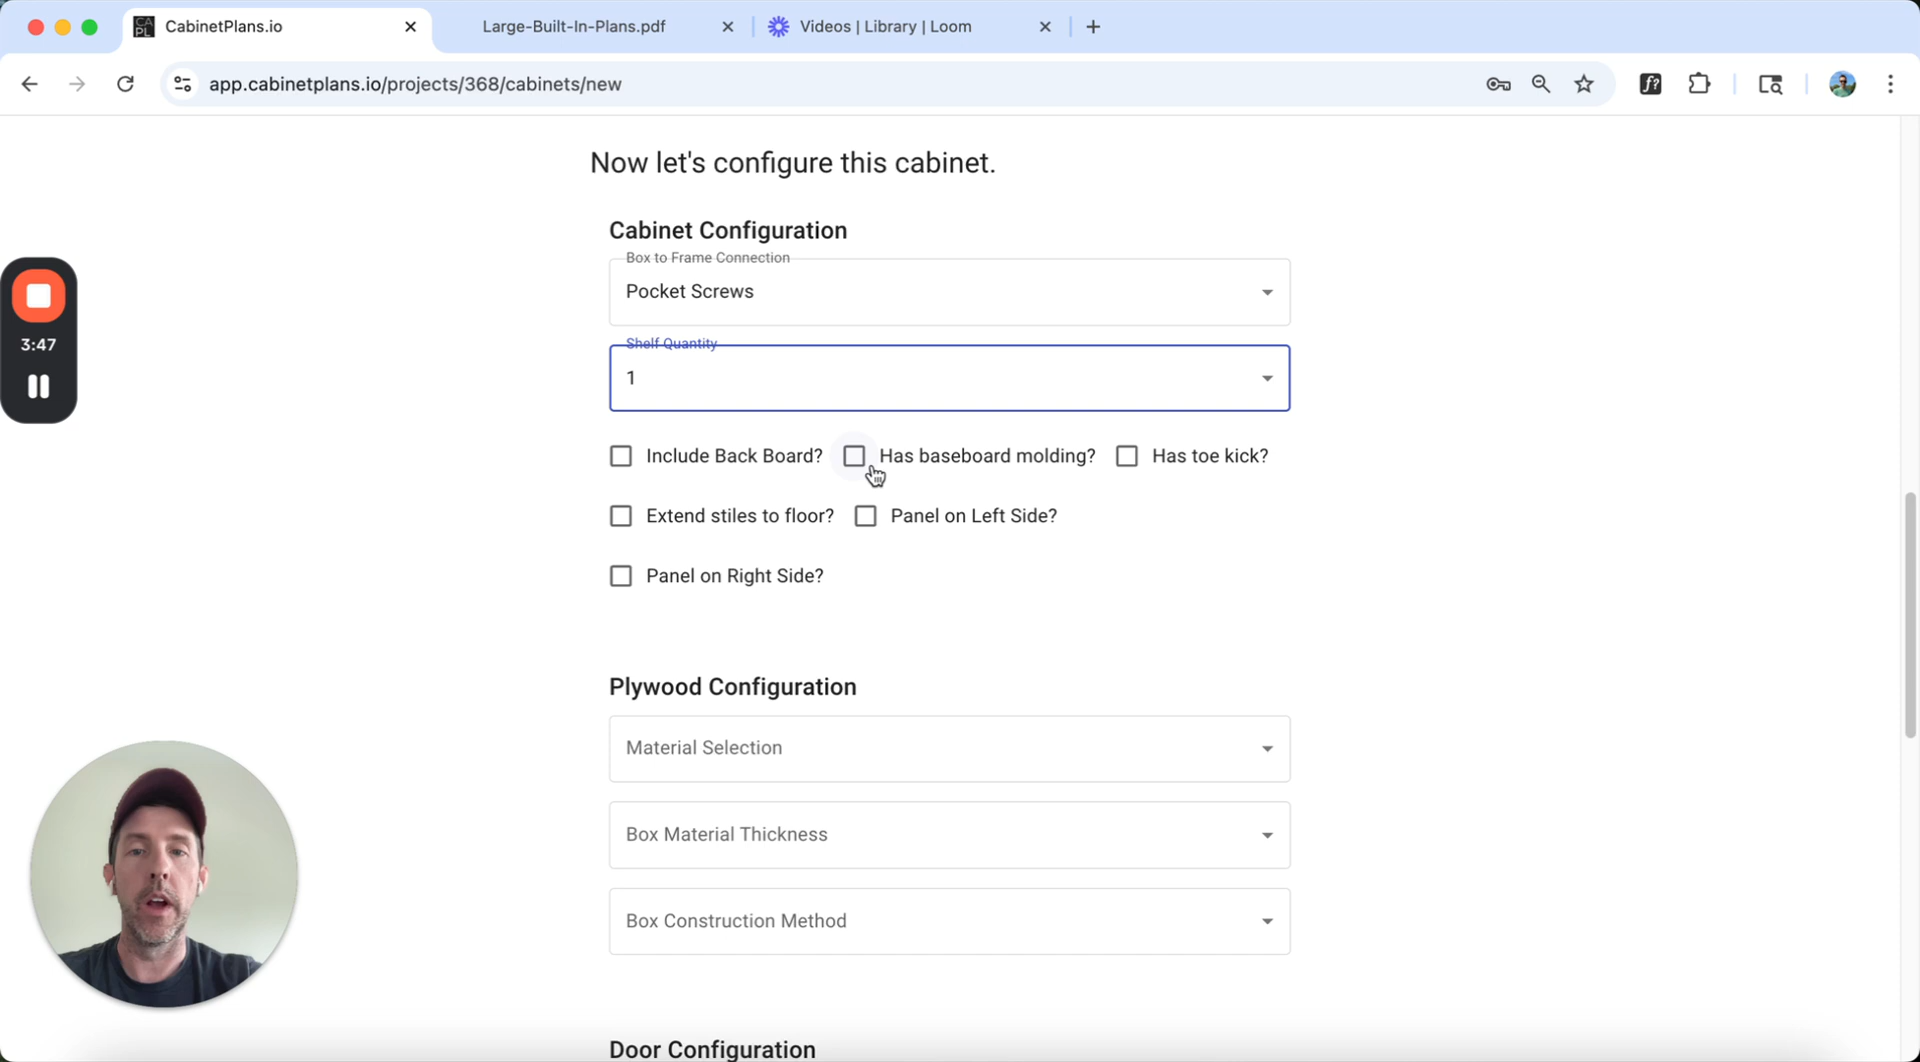 CabinetPlans.io
Large-Built-In-Plans.pdf
Videos | Library | Loom
CA
PL
app.cabinetplans.io/projects/368/cabinets/new
f?
Now let's configure this cabinet.
Cabinet Configuration
Box to Frame Connection
Pocket Screws
Shelf Quantity
1
3:47
Include Back Board? Has baseboard molding? Has toe kick?
Extend stiles to floor? Panel on Left Side?
Panel on Right Side?
Plywood Configuration
Material Selection
Box Material Thickness
Box Construction Method
Door Configuration